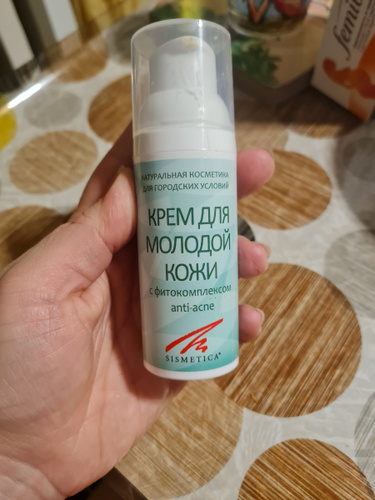 НАТУРАЛЬНАЯ КОСМЕТИКА
ДЛЯ ГОРОДСКИХ УСЛОВИЙ
КРЕМ ДЛЯ
МОЛОДОЙ
КОЖИ
с фитокомплексом
anti-acne
SISMETICA®